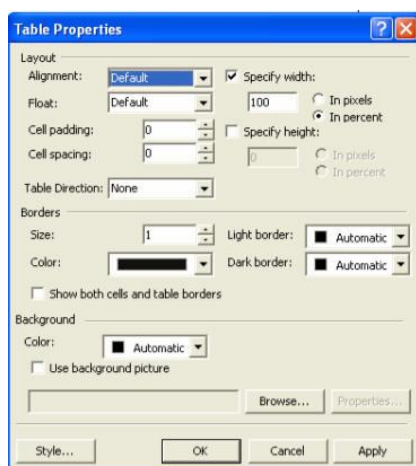 Table Properties
Layout
Alignment: Default
Specify width:
Float: Default
100 In pixels
In percent
Cell padding: 0
Specify height:
Cell spacing: 0
0 In pixels
In percent
Table Direction: None
Borders
Size: 1 Light border: Automatic
Color: Dark border: Automatic
Show both cells and table borders
Background
Color: Automatic
Use background picture
Browse... Properties...
Style... OK Cancel Apply